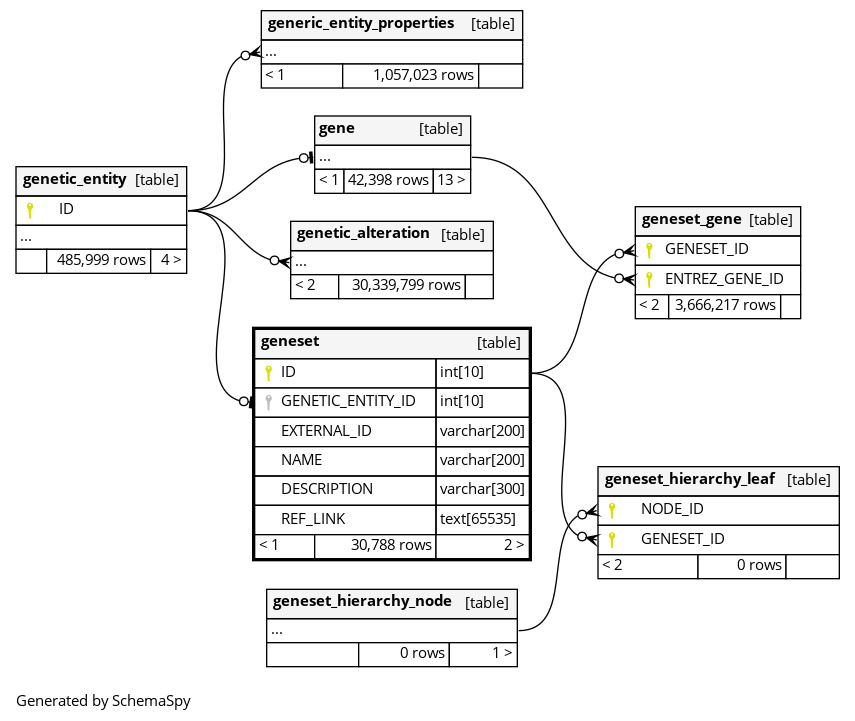 generic_entity_properties [table]
...
< 1 1,057,023 rows
gene [table]
...
< 1 42,398 rows 13 >
genetic_entity [table]
ID
...
485,999 rows 4 >
genetic_alteration [table]
...
< 2 30,339,799 rows
geneset_gene [table]
GENESET_ID
ENTREZ_GENE_ID
< 2 3,666,217 rows
geneset [table]
ID int[10]
GENETIC_ENTITY_ID int[10]
EXTERNAL_ID varchar[200]
NAME varchar[200]
DESCRIPTION varchar[300]
REF_LINK text[65535]
< 1 30,788 rows 2 >
geneset_hierarchy_leaf [table]
NODE_ID
GENESET_ID
< 2 0 rows
geneset_hierarchy_node [table]
...
0 rows 1 >
Generated by SchemaSpy